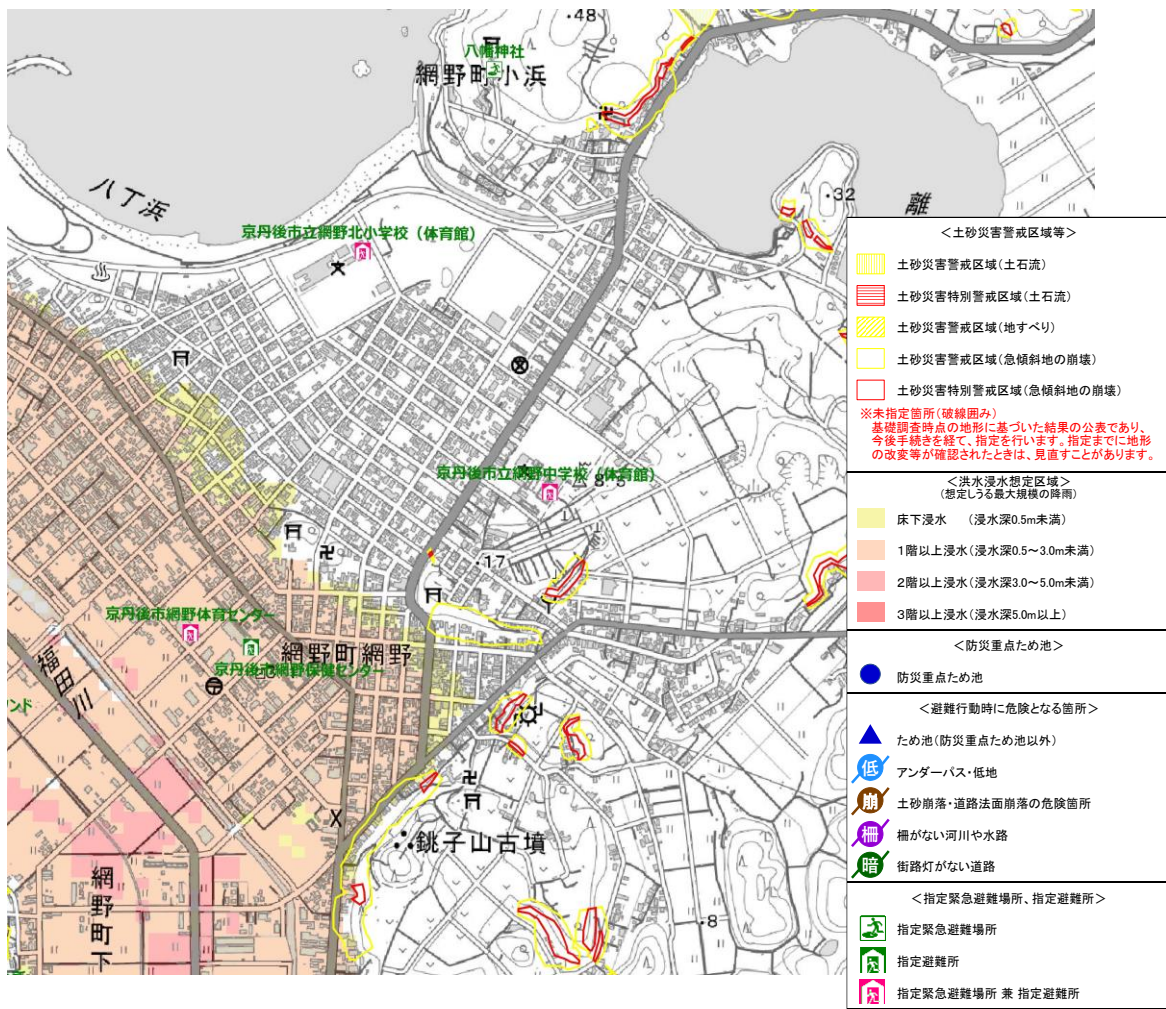 ・48
八幡神社
網野町小浜
八丁浜
・32
離
京丹後市立網野北小学校（体育館）
京丹後市立網野中学校（体育館）
8.5
・17
京丹後市網野体育センター
網野町網野
京丹後市網野保健センター
福田川
ンド
銚子山古墳
網野町下
・8
＜土砂災害警戒区域等＞
土砂災害警戒区域（土石流）
土砂災害特別警戒区域（土石流）
土砂災害警戒区域（地すべり）
土砂災害警戒区域（急傾斜地の崩壊）
土砂災害特別警戒区域（急傾斜地の崩壊）
※未指定箇所（破線囲み）
基礎調査時点の地形に基づいた結果の公表であり、
今後手続きを経て、指定を行います。指定までに地形
の改変等が確認されたときは、見直すことがあります。
＜洪水浸水想定区域＞
（想定しうる最大規模の降雨）
床下浸水　（浸水深0.5m未満）
1階以上浸水（浸水深0.5～3.0m未満）
2階以上浸水（浸水深3.0～5.0m未満）
3階以上浸水（浸水深5.0m以上）
＜防災重点ため池＞
防災重点ため池
＜避難行動時に危険となる箇所＞
ため池（防災重点ため池以外）
低 アンダーパス・低地
崩 土砂崩落・道路法面崩落の危険箇所
柵 柵がない河川や水路
暗 街路灯がない道路
＜指定緊急避難場所、指定避難所＞
指定緊急避難場所
指定避難所
指定緊急避難場所 兼 指定避難所